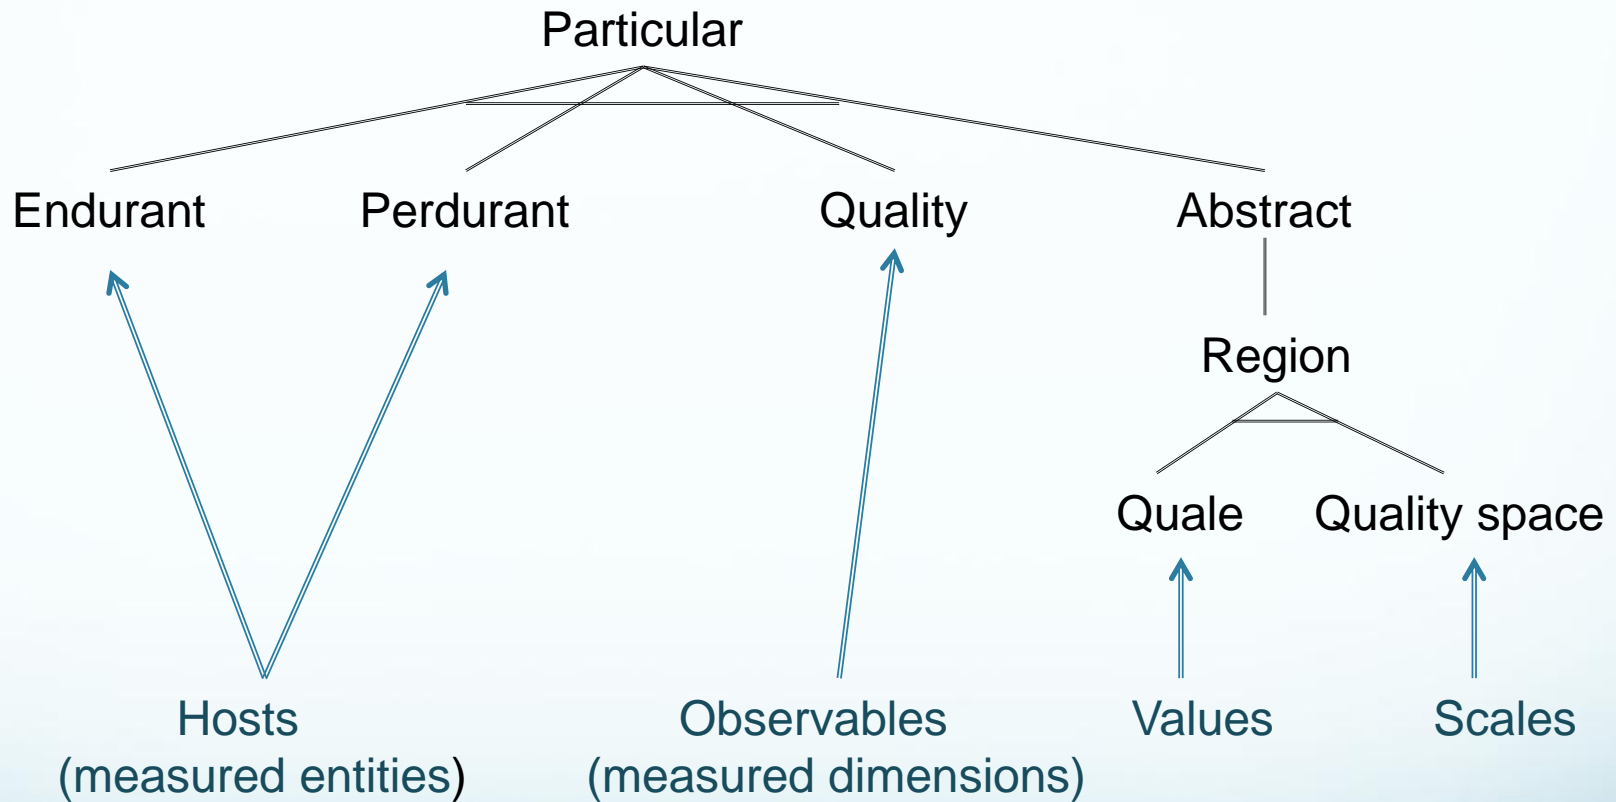 Particular
Endurant
Perdurant
Quality
Abstract
Region
Quale
Quality space
Hosts
(measured entities)
Observables
(measured dimensions)
Values
Scales